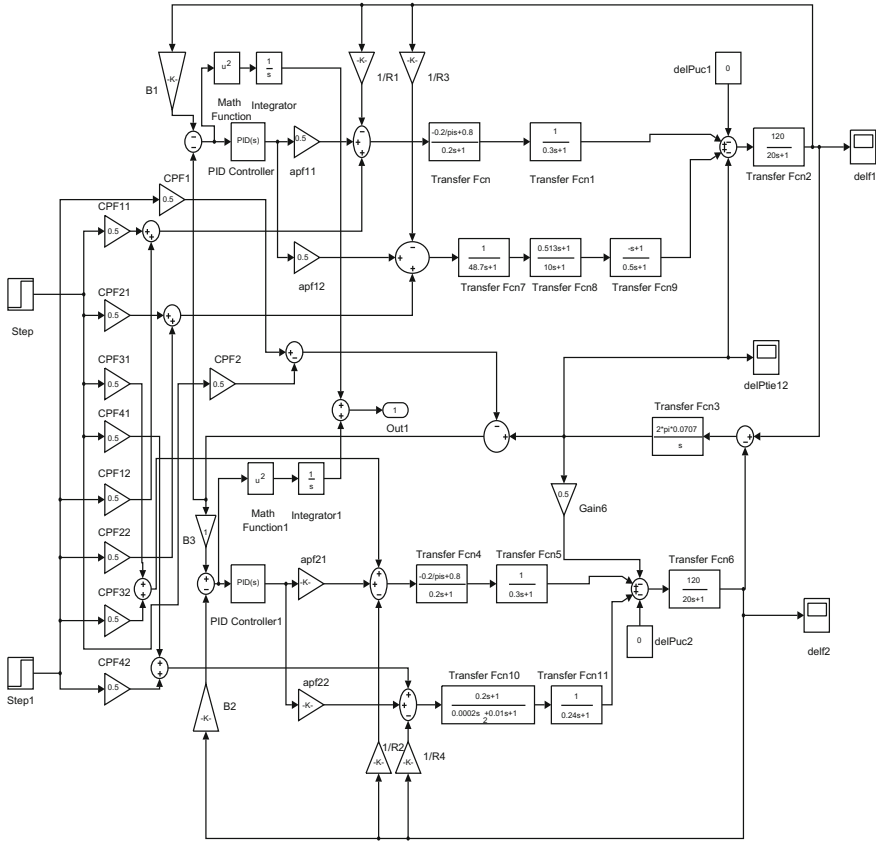 -K-
B1
u2
Math
Function
1
s
Integrator
-K-
1/R1
-K-
1/R3
delPuc1
0
PID(s)
PID Controller
0.5
apf11
-0.2/pis+0.8
0.2s+1
Transfer Fcn
1
0.3s+1
Transfer Fcn1
120
20s+1
Transfer Fcn2
delf1
CPF1
0.5
CPF11
0.5
0.5
apf12
1
48.7s+1
Transfer Fcn7
0.513s+1
10s+1
Transfer Fcn8
-s+1
0.5s+1
Transfer Fcn9
Step
CPF21
0.5
CPF31
0.5
CPF2
0.5
delPtie12
CPF41
0.5
1
Out1
Transfer Fcn3
2*pi*0.0707
s
CPF12
0.5
u2
Math
Function1
1
s
Integrator1
0.5
Gain6
CPF22
0.5
B3
1
PID(s)
PID Controller1
apf21
-K-
Transfer Fcn4
-0.2/pis+0.8
0.2s+1
Transfer Fcn5
1
0.3s+1
Transfer Fcn6
120
20s+1
CPF32
0.5
0
delPuc2
delf2
Step1
CPF42
0.5
B2
-K-
apf22
-K-
Transfer Fcn10
0.2s+1
0.0002s +0.01s+1
2
Transfer Fcn11
1
0.24s+1
1/R2
-K-
1/R4
-K-